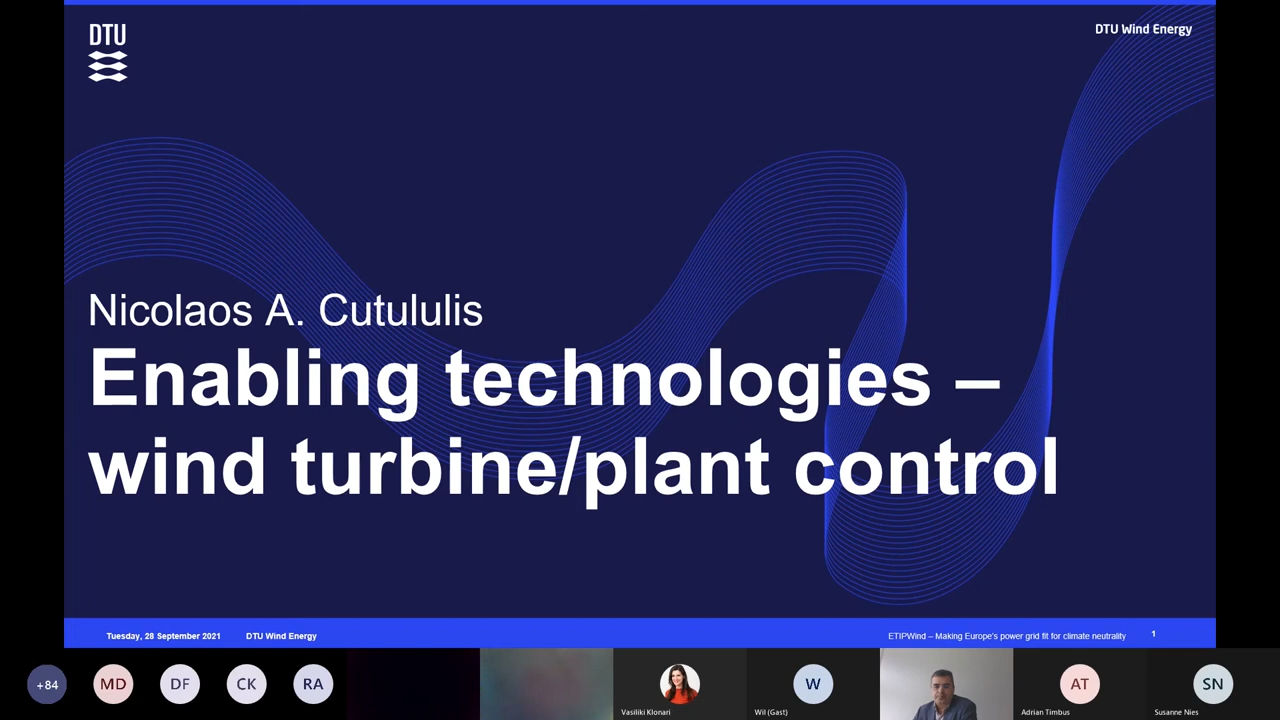 DTU
DTU Wind Energy
Nicolaos A. Cutululis
Enabling technologies –
wind turbine/plant control
Tuesday, 28 September 2021
DTU Wind Energy
ETIPWind – Making Europe's power grid fit for climate neutrality
1
+84
MD
DF
CK
RA
Vasiliki Klonari
W
Wil (Gast)
AT
Adrian Timbus
SN
Susanne Nies